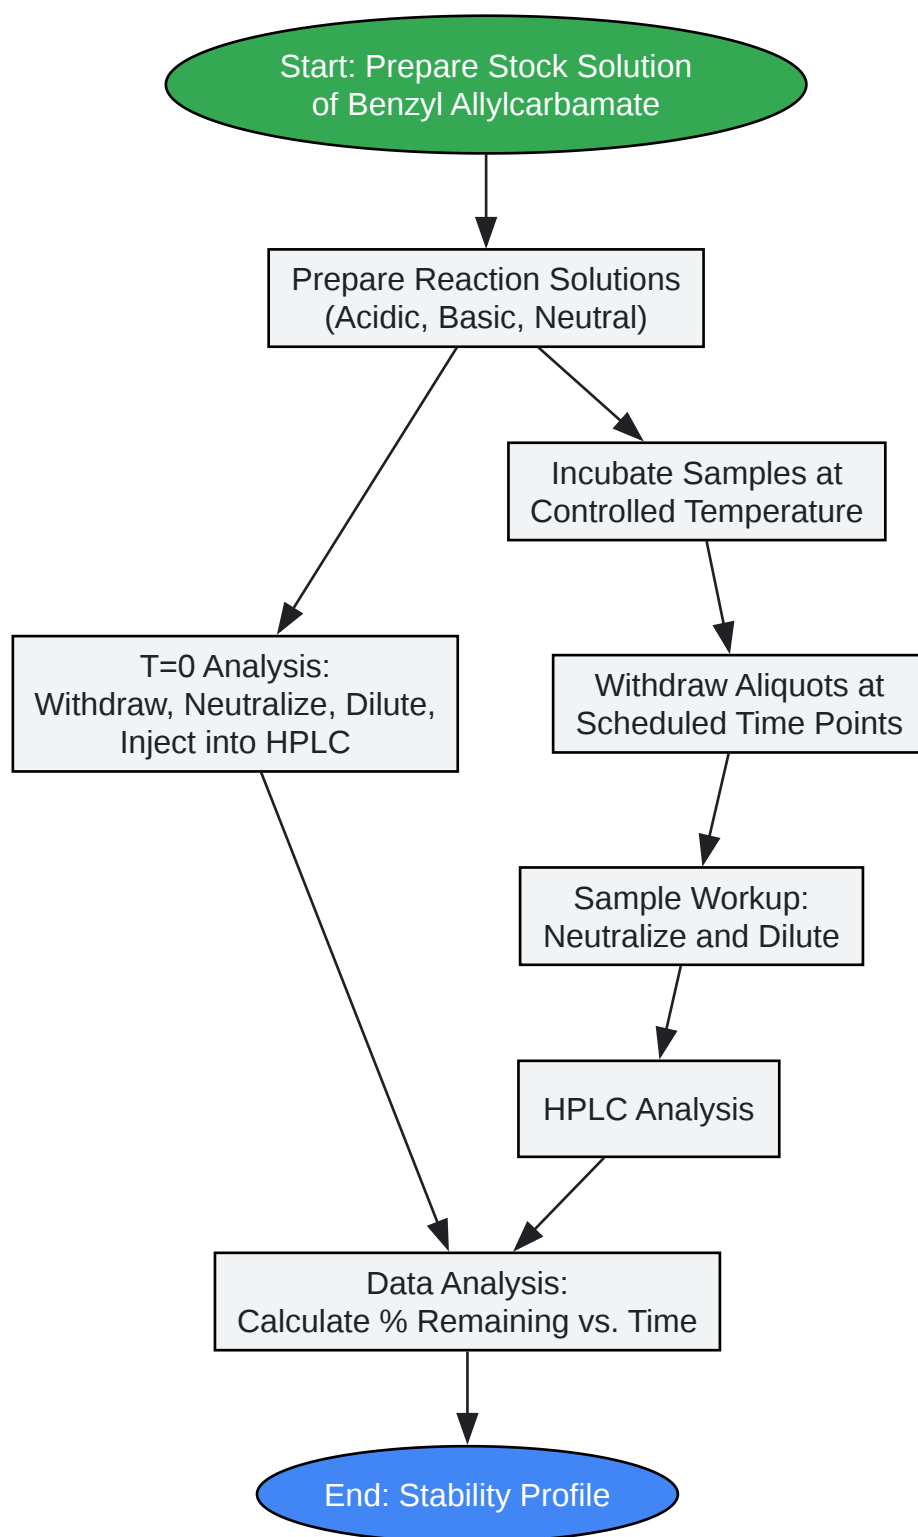 Start: Prepare Stock Solution
of Benzyl Allylcarbamate
Prepare Reaction Solutions
(Acidic, Basic, Neutral)
Incubate Samples at
Controlled Temperature
T=0 Analysis:
Withdraw, Neutralize, Dilute,
Inject into HPLC
Withdraw Aliquots at
Scheduled Time Points
Sample Workup:
Neutralize and Dilute
HPLC Analysis
Data Analysis:
Calculate % Remaining vs. Time
End: Stability Profile